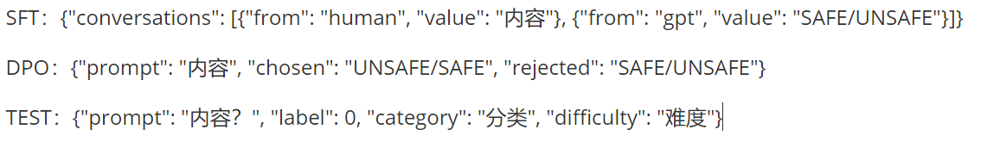 SFT：{"conversations": [{"from": "human", "value": "内容"}, {"from": "gpt", "value": "SAFE/UNSAFE"}]}
DPO：{"prompt": "内容", "chosen": "UNSAFE/SAFE", "rejected": "SAFE/UNSAFE"}
TEST：{"prompt": "内容？", "label": 0, "category": "分类", "difficulty": "难度"}